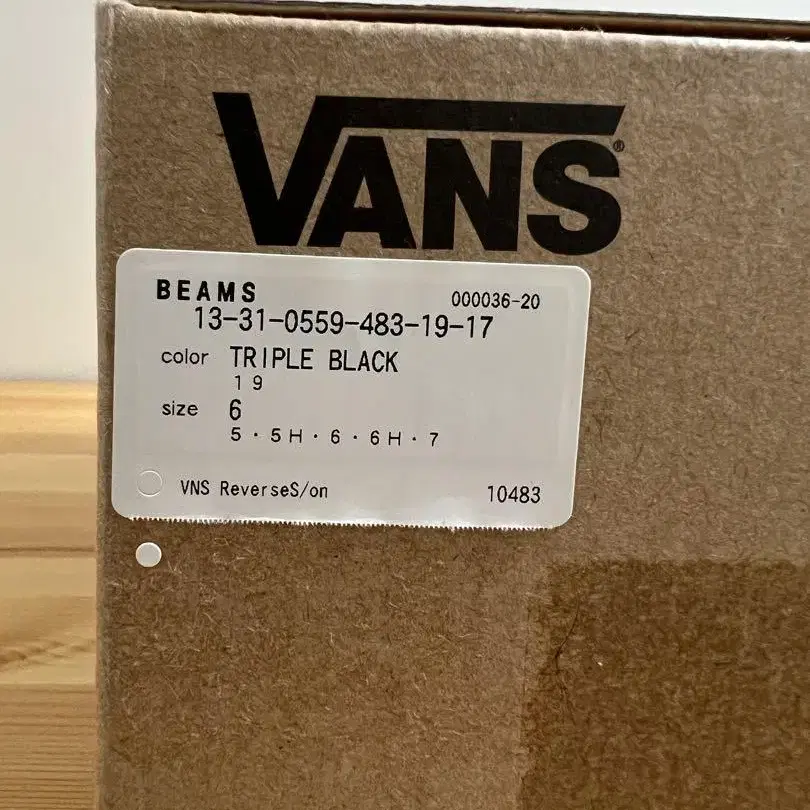 VANS®
BEAMS 000036-20
13-31-0559-483-19-17
color TRIPLE BLACK
19
size 6
5・5H・6・6H・7
VNS ReverseS/on 10483